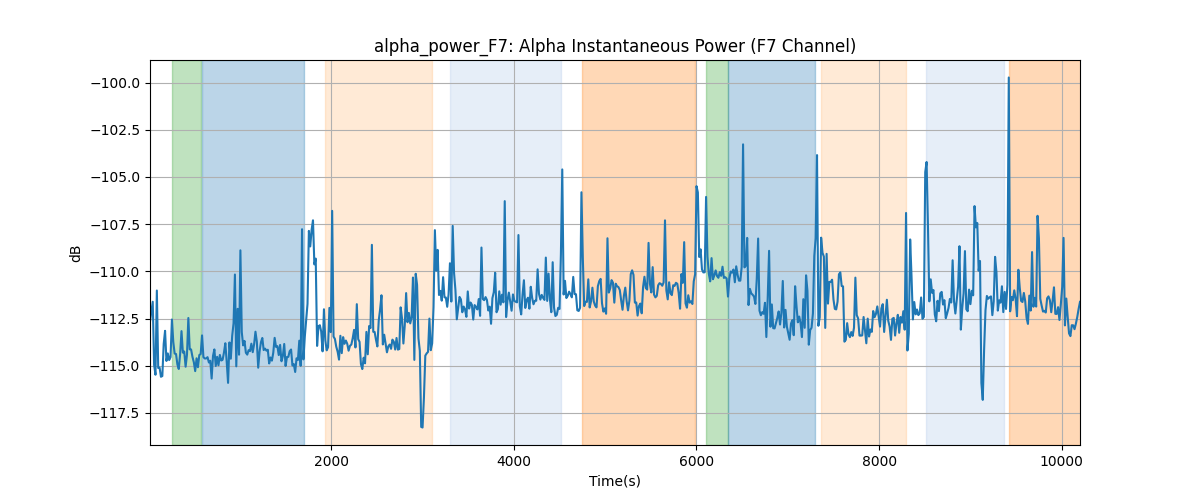 alpha_power_F7: Alpha Instantaneous Power (F7 Channel)
−100.0
−102.5
−105.0
−107.5
−110.0
−112.5
−115.0
−117.5
dB
2000 4000 6000 8000 10000
Time(s)